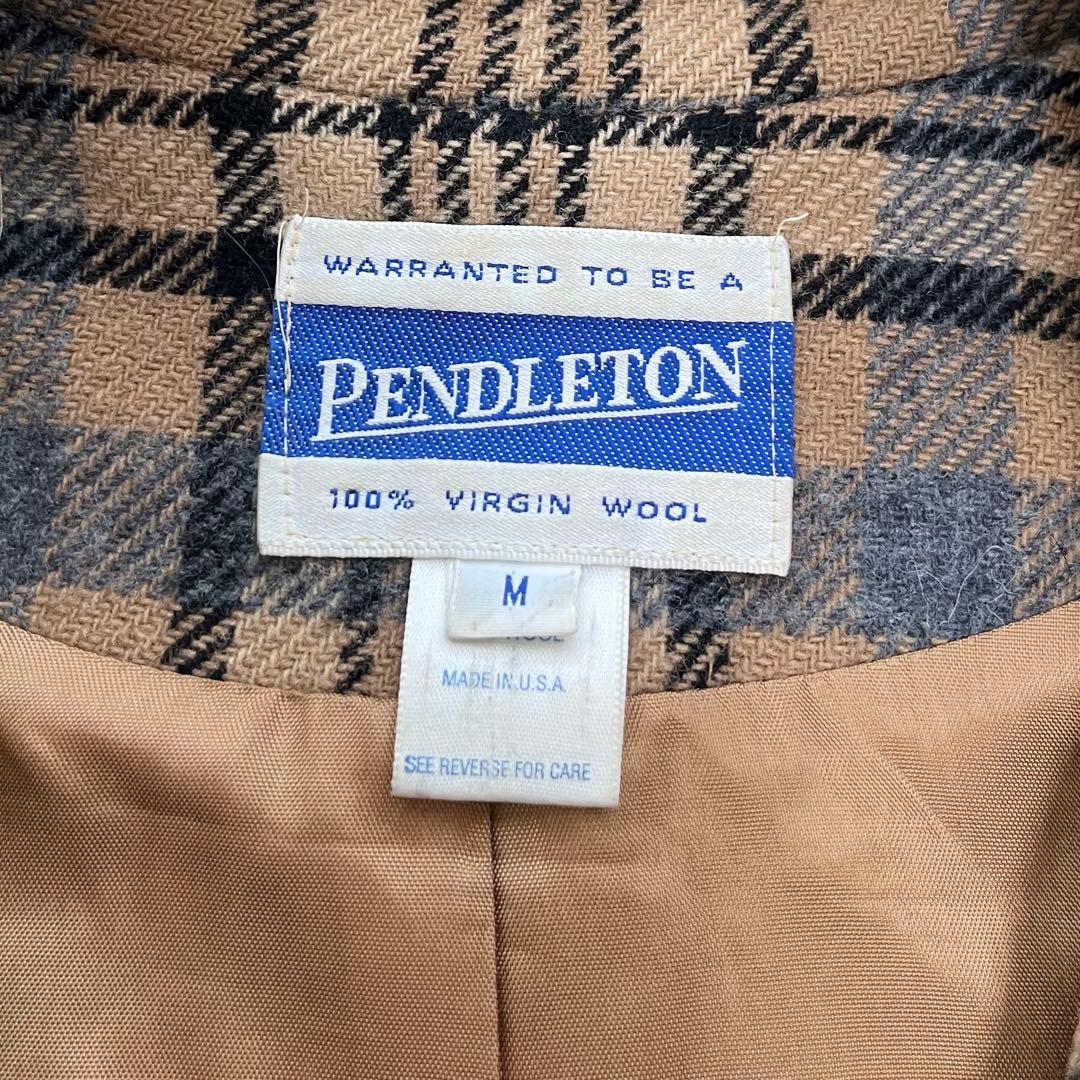 WARRANTED TO BE A
PENDLETON
100% VIRGIN WOOL
M
MADE IN U.S.A.
SEE REVERSE FOR CARE